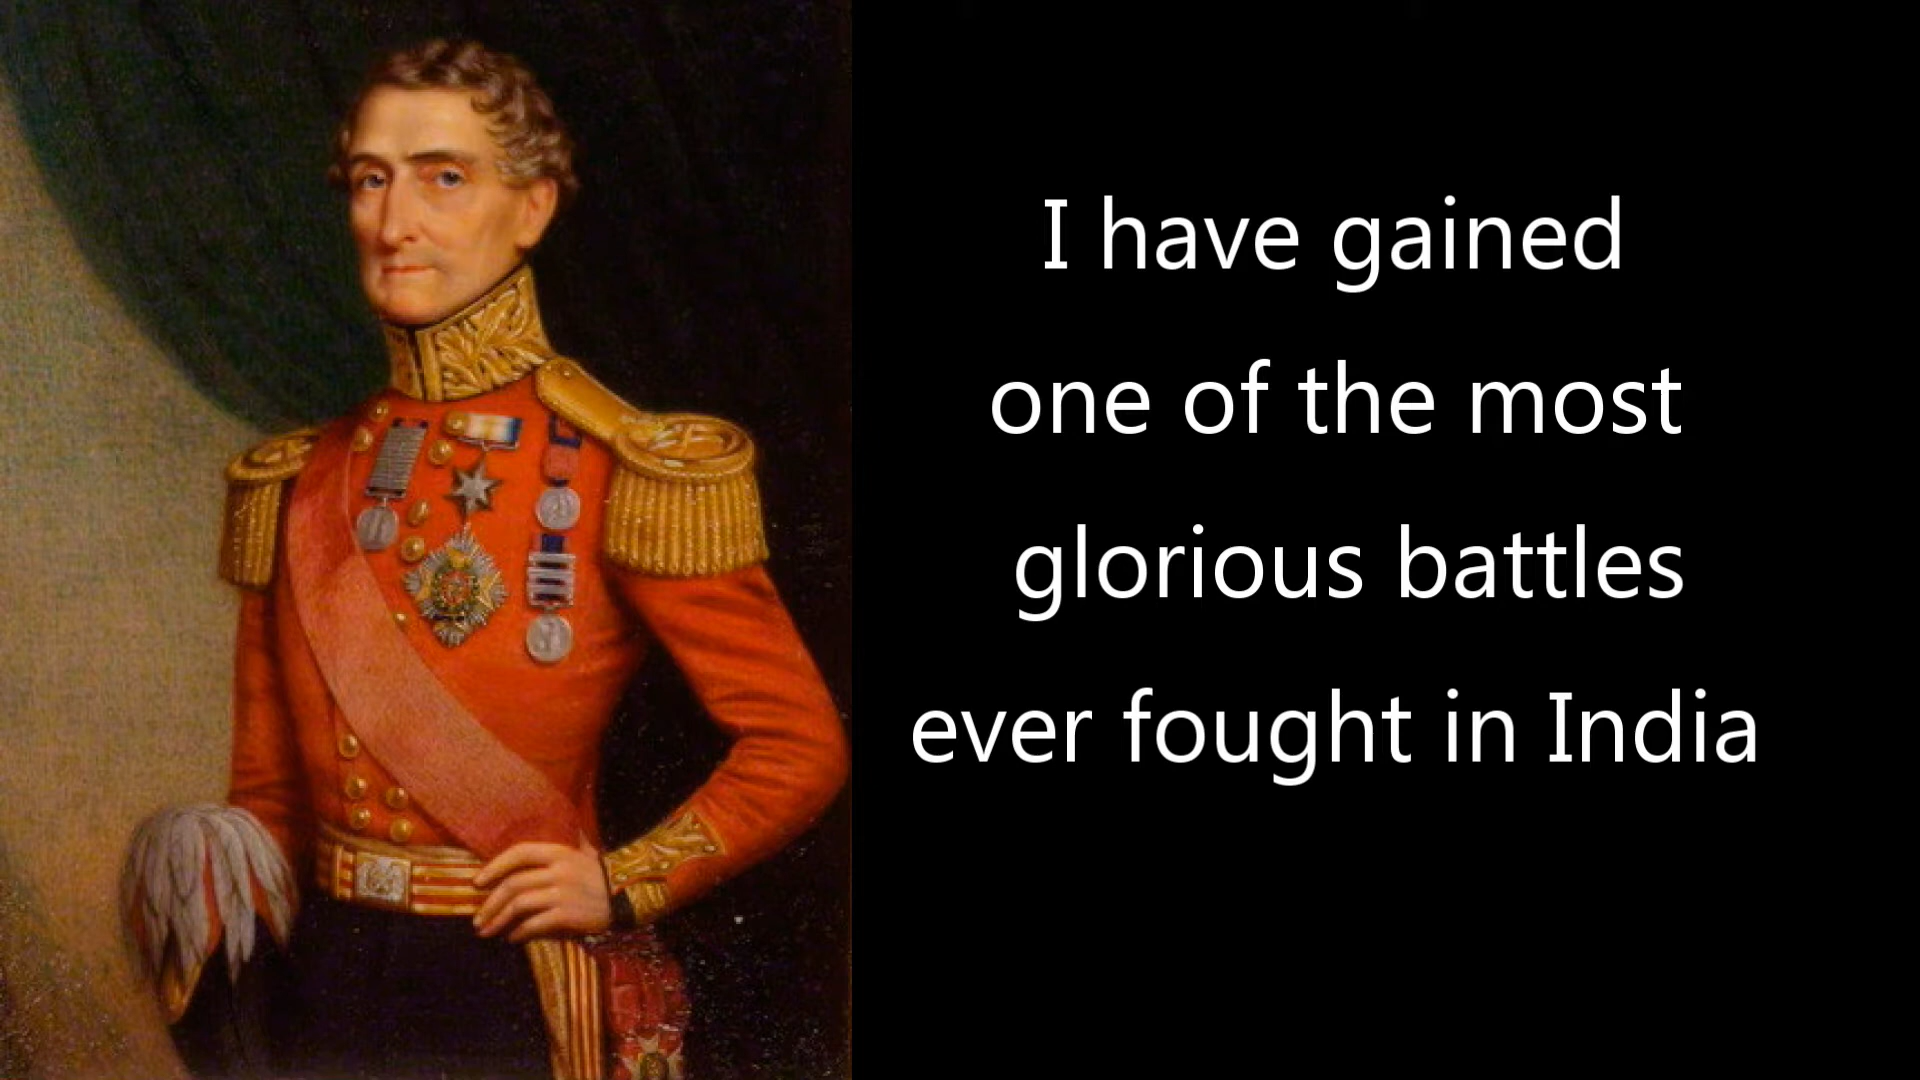 I have gained
one of the most
glorious battles
ever fought in India